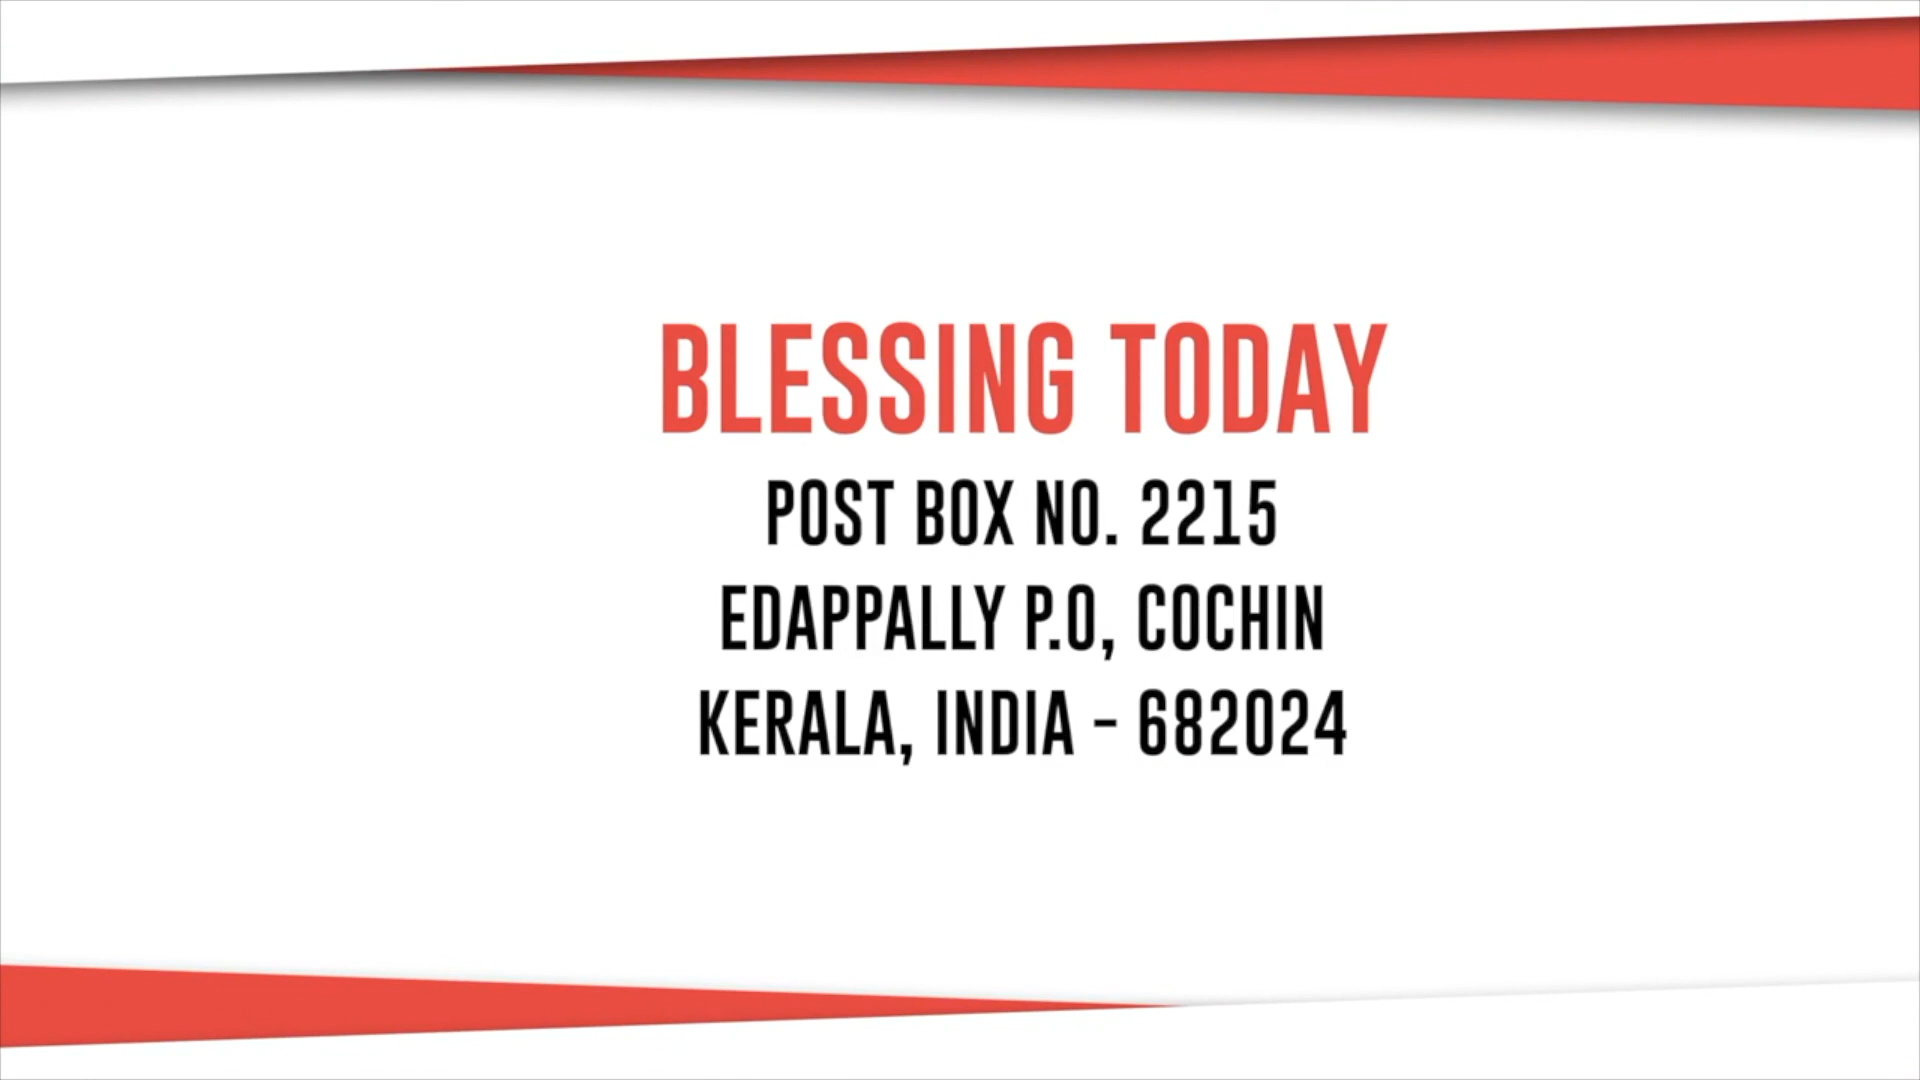 BLESSING TODAY
POST BOX NO. 2215
EDAPPALLY P.O, COCHIN
KERALA, INDIA - 682024